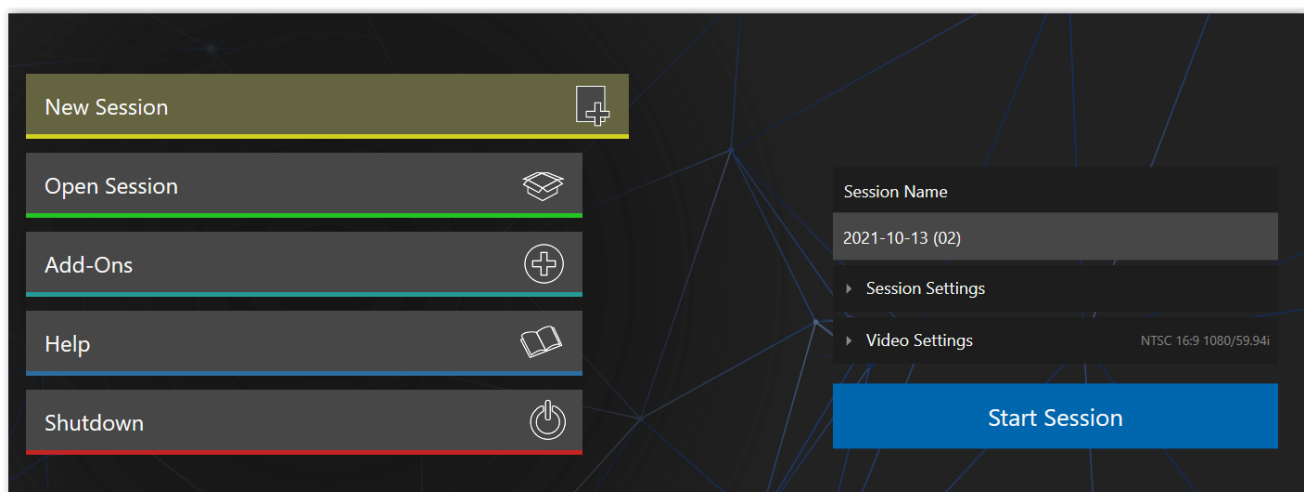 New Session
Open Session
Add-Ons
Help
Shutdown
Session Name
2021-10-13 (02)
Session Settings
Video Settings NTSC 16:9 1080/59.94i
Start Session